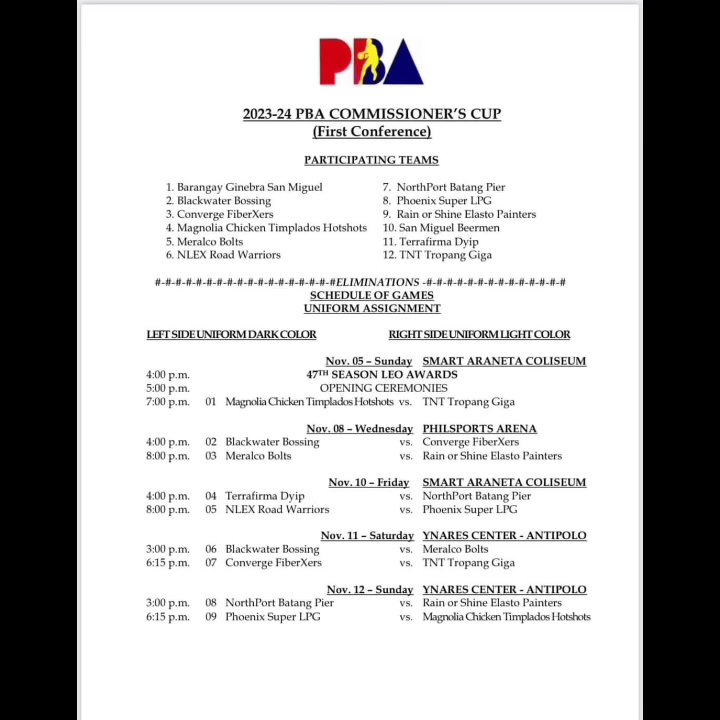 PBA
2023-24 PBA COMMISSIONER'S CUP
(First Conference)
PARTICIPATING TEAMS
1. Barangay Ginebra San Miguel
2. Blackwater Bossing
3. Converge FiberXers
4. Magnolia Chicken Timplados Hotshots
5. Meralco Bolts
6. NLEX Road Warriors
7. NorthPort Batang Pier
8. Phoenix Super LPG
9. Rain or Shine Elasto Painters
10. San Miguel Beermen
11. Terrafirma Dyip
12. TNT Tropang Giga
#-#-#-#-#-#-#-#-#-#-#-#-#-#-#-#-#-#ELIMINATIONS -#-#-#-#-#-#-#-#-#-#-#-#-#-#
SCHEDULE OF GAMES
UNIFORM ASSIGNMENT
LEFT SIDE UNIFORM DARK COLOR RIGHT SIDE UNIFORM LIGHT COLOR
Nov. 05 – Sunday SMART ARANETA COLISEUM
4:00 p.m. 47TH SEASON LEO AWARDS
5:00 p.m. OPENING CEREMONIES
7:00 p.m. 01 Magnolia Chicken Timplados Hotshots vs. TNT Tropang Giga
Nov. 08 – Wednesday PHILSPORTS ARENA
4:00 p.m. 02 Blackwater Bossing vs. Converge FiberXers
8:00 p.m. 03 Meralco Bolts vs. Rain or Shine Elasto Painters
Nov. 10 – Friday SMART ARANETA COLISEUM
4:00 p.m. 04 Terrafirma Dyip vs. NorthPort Batang Pier
8:00 p.m. 05 NLEX Road Warriors vs. Phoenix Super LPG
Nov. 11 – Saturday YNARES CENTER - ANTIPOLO
3:00 p.m. 06 Blackwater Bossing vs. Meralco Bolts
6:15 p.m. 07 Converge FiberXers vs. TNT Tropang Giga
Nov. 12 – Sunday YNARES CENTER - ANTIPOLO
3:00 p.m. 08 NorthPort Batang Pier vs. Rain or Shine Elasto Painters
6:15 p.m. 09 Phoenix Super LPG vs. Magnolia Chicken Timplados Hotshots